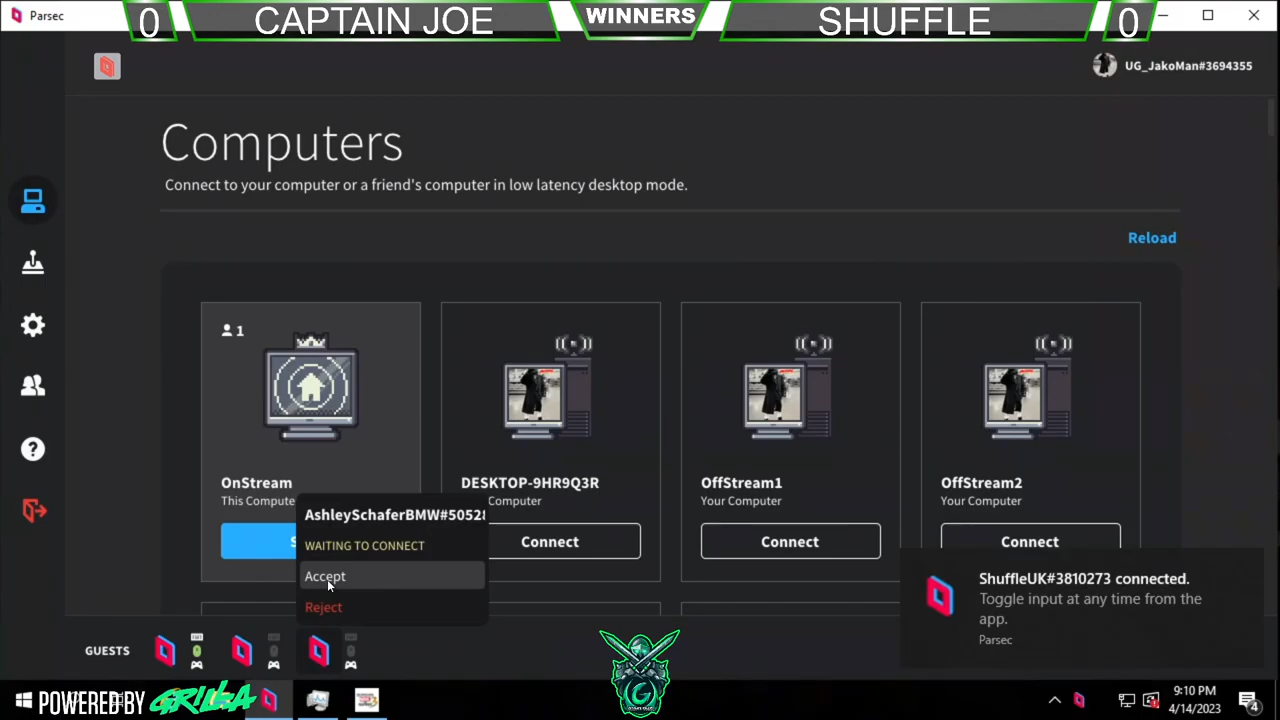 Parsec
0
CAPTAIN JOE
WINNERS
SHUFFLE
0
UG_JakoMan#3694355
Computers
Connect to your computer or a friend's computer in low latency desktop mode.
Reload
1
OnStream
This Compute
DESKTOP-9HR9Q3R
Computer
OffStream1
Your Computer
OffStream2
Your Computer
S
Connect
Connect
Connect
AshleySchaferBMW#5052
WAITING TO CONNECT
Accept
Reject
ShuffleUK#3810273 connected.
Toggle input at any time from the
app.
Parsec
GUESTS
POWERED BY GRILLA
9:10 PM
4/14/2023
4